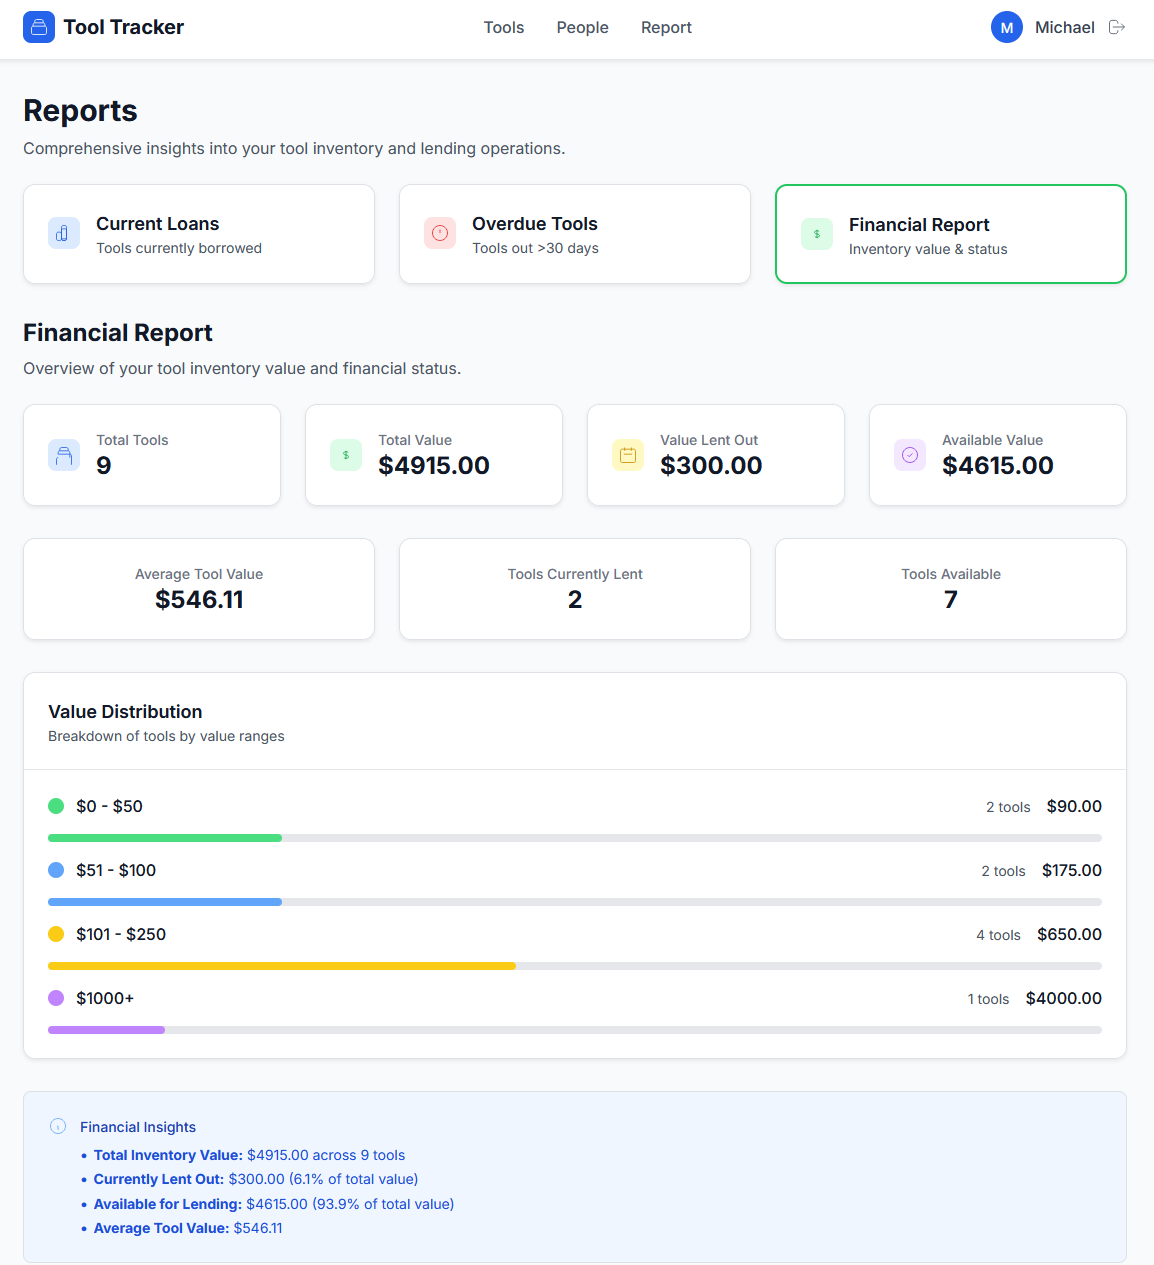 Tool Tracker
Tools People Report
M Michael
Reports
Comprehensive insights into your tool inventory and lending operations.
Current Loans
Tools currently borrowed
Overdue Tools
Tools out >30 days
$
Financial Report
Inventory value & status
Financial Report
Overview of your tool inventory value and financial status.
Total Tools
9
$
Total Value
$4915.00
Value Lent Out
$300.00
Available Value
$4615.00
Average Tool Value
$546.11
Tools Currently Lent
2
Tools Available
7
Value Distribution
Breakdown of tools by value ranges
$0 - $50 2 tools $90.00
$51 - $100 2 tools $175.00
$101 - $250 4 tools $650.00
$1000+ 1 tools $4000.00
Financial Insights
• Total Inventory Value: $4915.00 across 9 tools
• Currently Lent Out: $300.00 (6.1% of total value)
• Available for Lending: $4615.00 (93.9% of total value)
• Average Tool Value: $546.11